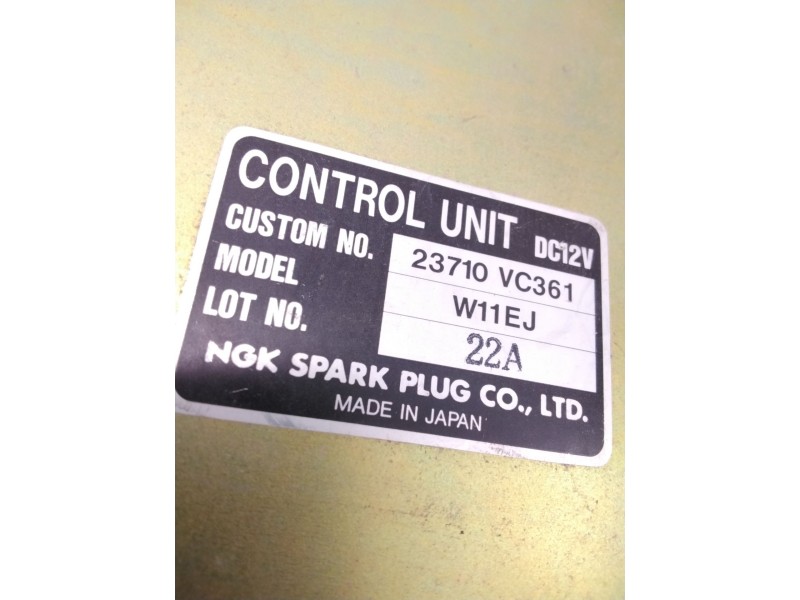 CONTROL UNIT DC12V
CUSTOM NO. 23710 VC361
MODEL W11EJ
LOT NO. 22A
NGK SPARK PLUG CO., LTD.
MADE IN JAPAN